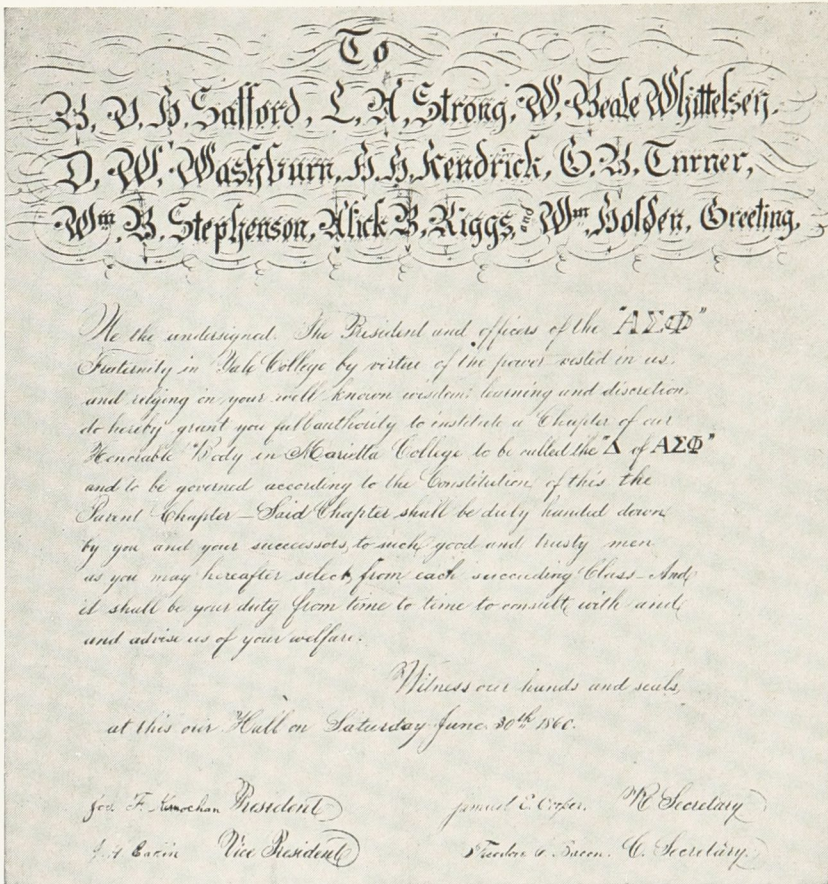 To
B. V. H. Safford, L. A. Strong, W. Beale Whittelsey.
D. W. Washburn, H. H. Kendrick, G. B. Turner,
Wm. B. Stephenson, Alick B. Riggs, and Wm. Holden, Greeting.
We the undersigned. The President and officers of the "ΑΣΦ"
Fraternity in Yale College by virtue of the power vested in us,
and relying on your well known wisdom learning and discretion
do hereby grant you full authority to institute a Chapter of our
Honorable Body in Marietta College to be called the "Δ of ΑΣΦ"
and to be governed according to the Constitution of this the
Parent Chapter — Said Chapter shall be duly handed down
by you and your successors, to such good and trusty men
as you may hereafter select, from each succeeding Class — And
it shall be your duty from time to time to consult, with and,
and advise us of your welfare.
Witness our hands and seals,
at this our Hall on Saturday June 30th 1860.
Jos. F. Kernochan President Samuel E. Cooper. R Secretary
Vice President Theodore Bacon. C. Secretary.